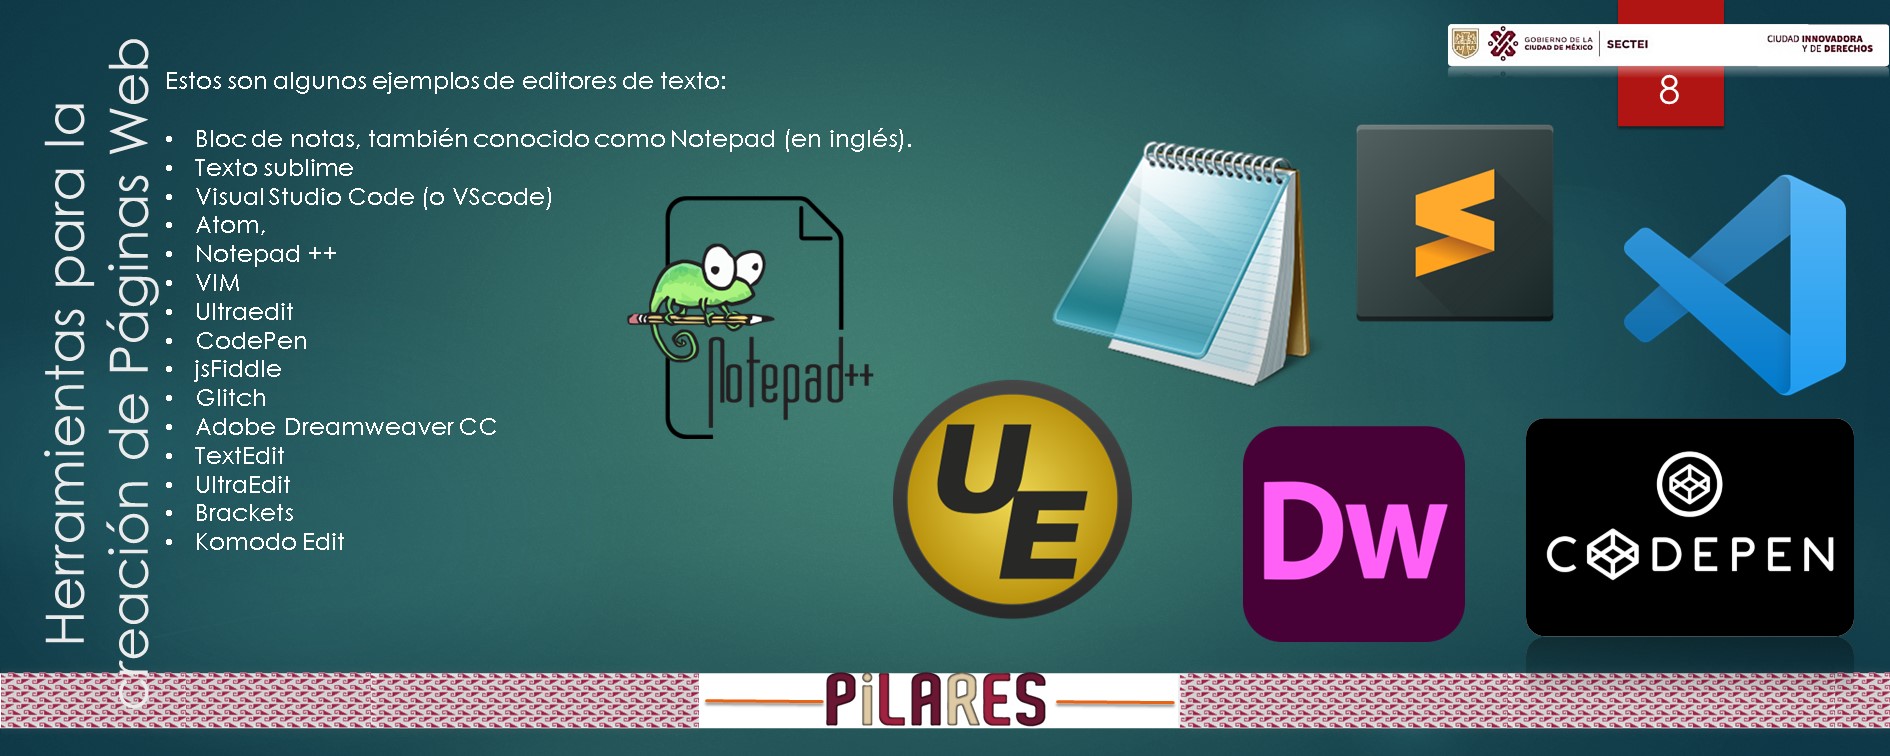 GOBIERNO DE LA
CIUDAD DE MÉXICO
SECTEI
CIUDAD INNOVADORA
Y DE DERECHOS
8
Herramientas para la
creación de Páginas Web
Estos son algunos ejemplos de editores de texto:
• Bloc de notas, también conocido como Notepad (en inglés).
• Texto sublime
• Visual Studio Code (o VScode)
• Atom,
• Notepad ++
• VIM
• Ultraedit
• CodePen
• jsFiddle
• Glitch
• Adobe Dreamweaver CC
• TextEdit
• UltraEdit
• Brackets
• Komodo Edit
Notepad++
UE
Dw
CODEPEN
PiLARES